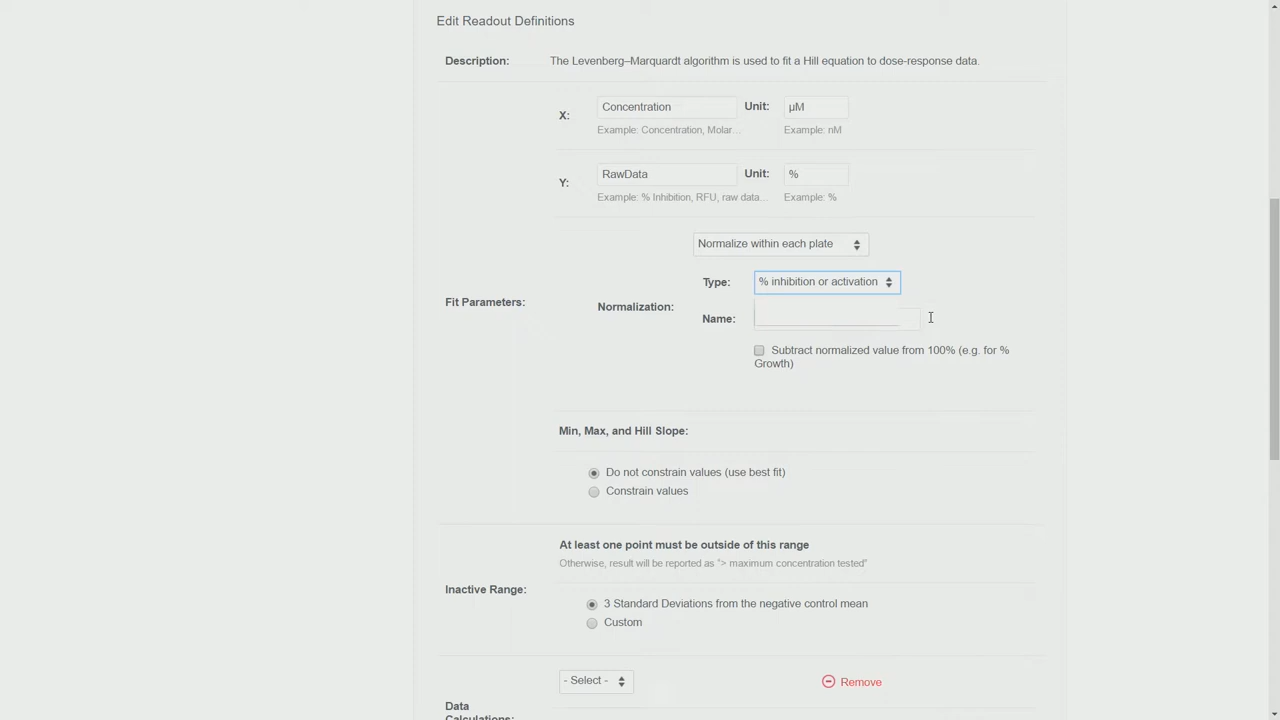 Edit Readout Definitions
Description: The Levenberg–Marquardt algorithm is used to fit a Hill equation to dose-response data.
X: Concentration Unit: µM
Example: Concentration, Molar... Example: nM
Y: RawData Unit: %
Example: % Inhibition, RFU, raw data... Example: %
Normalize within each plate
Type: % inhibition or activation
Fit Parameters: Normalization:
Name:
Subtract normalized value from 100% (e.g. for %
Growth)
Min, Max, and Hill Slope:
Do not constrain values (use best fit)
Constrain values
At least one point must be outside of this range
Otherwise, result will be reported as "> maximum concentration tested"
Inactive Range:
3 Standard Deviations from the negative control mean
Custom
- Select - Remove
Data
Calculations: